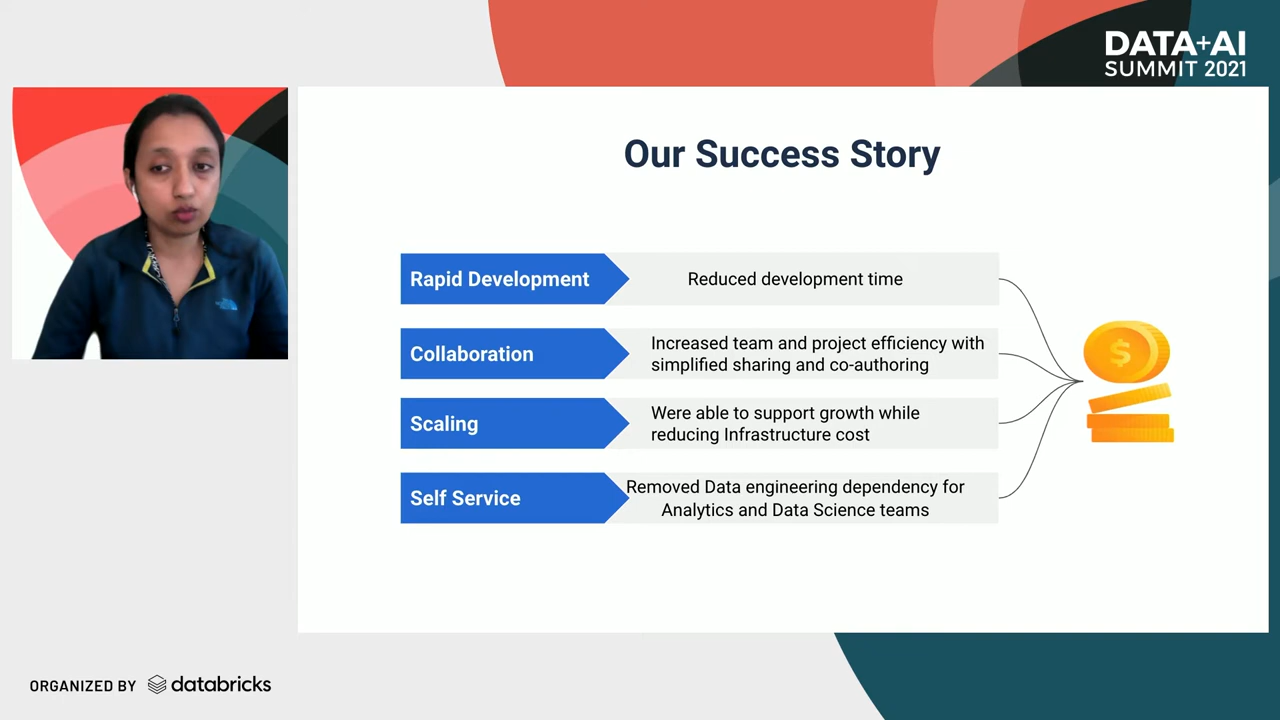 DATA+AI
SUMMIT 2021
Our Success Story
Rapid Development
Reduced development time
Collaboration
Increased team and project efficiency with
simplified sharing and co-authoring
Scaling
Were able to support growth while
reducing Infrastructure cost
Self Service
Removed Data engineering dependency for
Analytics and Data Science teams
$
ORGANIZED BY databricks